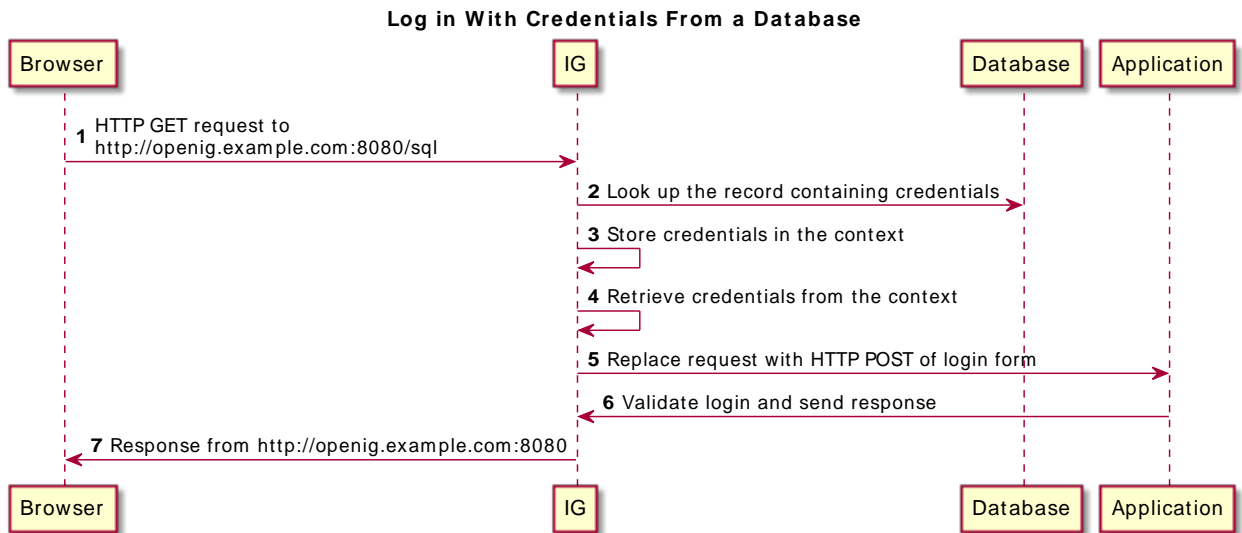 Log in With Credentials From a Database
Browser IG Database Application
1 HTTP GET request to
http://openig.example.com:8080/sql
2 Look up the record containing credentials
3 Store credentials in the context
4 Retrieve credentials from the context
5 Replace request with HTTP POST of login form
6 Validate login and send response
7 Response from http://openig.example.com:8080
Browser IG Database Application